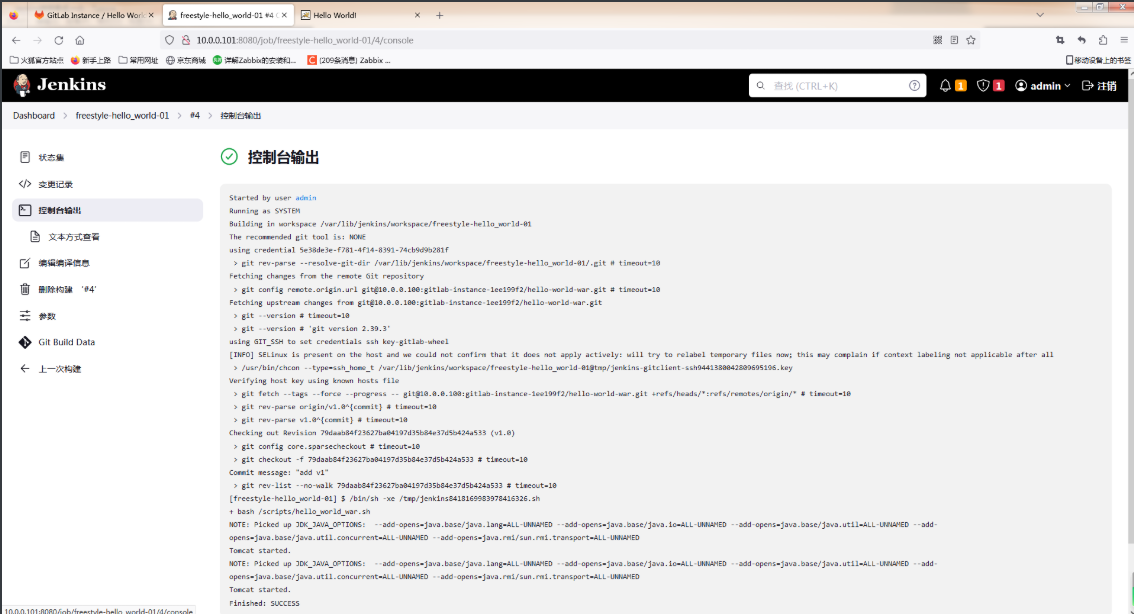 GitLab Instance / Hello Worl
freestyle-hello_world-01 #4 C
Hello World!
10.0.0.101:8080/job/freestyle-hello_world-01/4/console
火狐官方站点 新手上路 常用网址 京东商城 详解Zabbix的安装和... (209条消息) Zabbix ... 移动设备上的书签
Jenkins
查找 (CTRL+K)
1 1 admin 注销
Dashboard > freestyle-hello_world-01 > #4 > 控制台输出
状态集
变更记录
控制台输出
文本方式查看
编辑编译信息
删除构建 '#4'
参数
Git Build Data
上一次构建
控制台输出
Started by user admin
Running as SYSTEM
Building in workspace /var/lib/jenkins/workspace/freestyle-hello_world-01
The recommended git tool is: NONE
using credential 5e38de3e-f781-4f14-8391-74cb9d9b281f
> git rev-parse --resolve-git-dir /var/lib/jenkins/workspace/freestyle-hello_world-01/.git # timeout=10
Fetching changes from the remote Git repository
> git config remote.origin.url git@10.0.0.100:gitlab-instance-1ee199f2/hello-world-war.git # timeout=10
Fetching upstream changes from git@10.0.0.100:gitlab-instance-1ee199f2/hello-world-war.git
> git --version # timeout=10
> git --version # 'git version 2.39.3'
using GIT_SSH to set credentials ssh key-gitlab-wheel
[INFO] SELinux is present on the host and we could not confirm that it does not apply actively: will try to relabel temporary files now; this may complain if context labeling not applicable after all
> /usr/bin/chcon --type=ssh_home_t /var/lib/jenkins/workspace/freestyle-hello_world-01@tmp/jenkins-gitclient-ssh9441380042809695196.key
Verifying host key using known hosts file
> git fetch --tags --force --progress -- git@10.0.0.100:gitlab-instance-1ee199f2/hello-world-war.git +refs/heads/*:refs/remotes/origin/* # timeout=10
> git rev-parse origin/v1.0^{commit} # timeout=10
> git rev-parse v1.0^{commit} # timeout=10
Checking out Revision 79daab84f23627ba04197d35b84e37d5b424a533 (v1.0)
> git config core.sparsecheckout # timeout=10
> git checkout -f 79daab84f23627ba04197d35b84e37d5b424a533 # timeout=10
Commit message: "add v1"
> git rev-list --no-walk 79daab84f23627ba04197d35b84e37d5b424a533 # timeout=10
[freestyle-hello_world-01] $ /bin/sh -xe /tmp/jenkins8418169983978416326.sh
+ bash /scripts/hello_world_war.sh
NOTE: Picked up JDK_JAVA_OPTIONS: --add-opens=java.base/java.lang=ALL-UNNAMED --add-opens=java.base/java.io=ALL-UNNAMED --add-opens=java.base/java.util=ALL-UNNAMED --add-
opens=java.base/java.util.concurrent=ALL-UNNAMED --add-opens=java.rmi/sun.rmi.transport=ALL-UNNAMED
Tomcat started.
NOTE: Picked up JDK_JAVA_OPTIONS: --add-opens=java.base/java.lang=ALL-UNNAMED --add-opens=java.base/java.io=ALL-UNNAMED --add-opens=java.base/java.util=ALL-UNNAMED --add-
opens=java.base/java.util.concurrent=ALL-UNNAMED --add-opens=java.rmi/sun.rmi.transport=ALL-UNNAMED
Tomcat started.
Finished: SUCCESS
10.0.0.101:8080/job/freestyle-hello_world-01/4/console